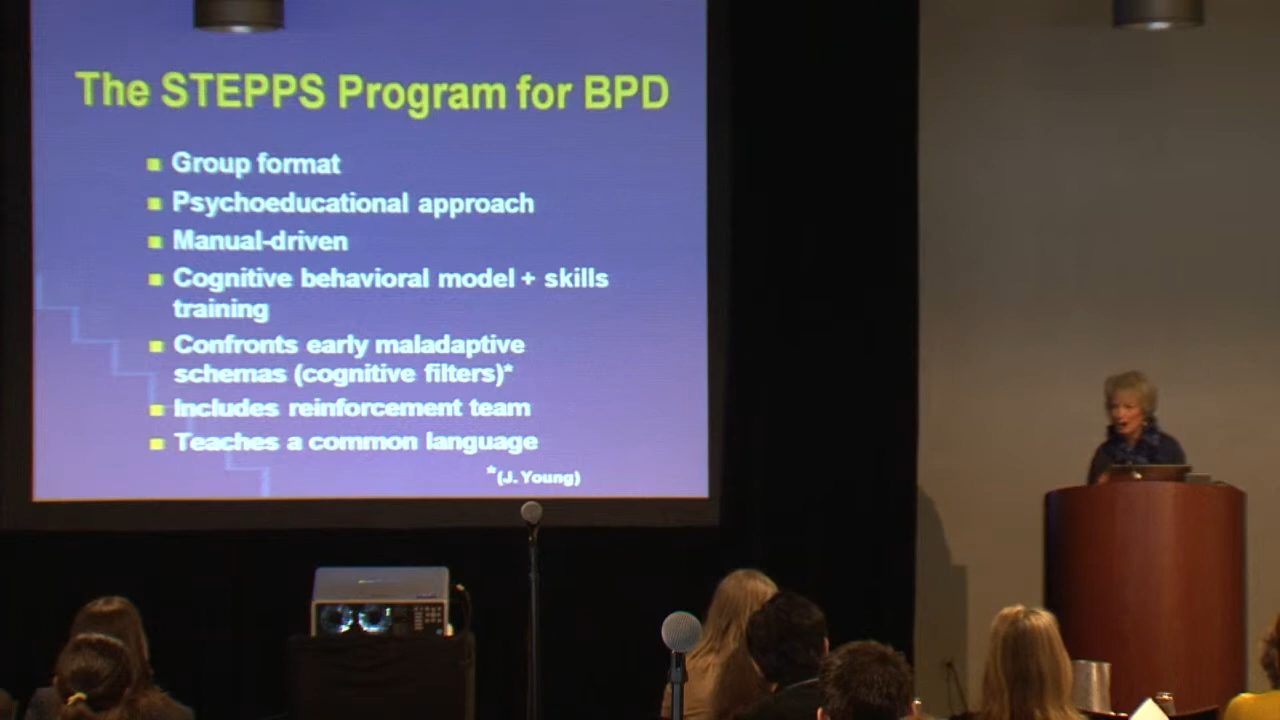 The STEPPS Program for BPD
Group format
Psychoeducational approach
Manual-driven
Cognitive behavioral model + skills
training
Confronts early maladaptive
schemas (cognitive filters)*
Includes reinforcement team
Teaches a common language
*(J. Young)